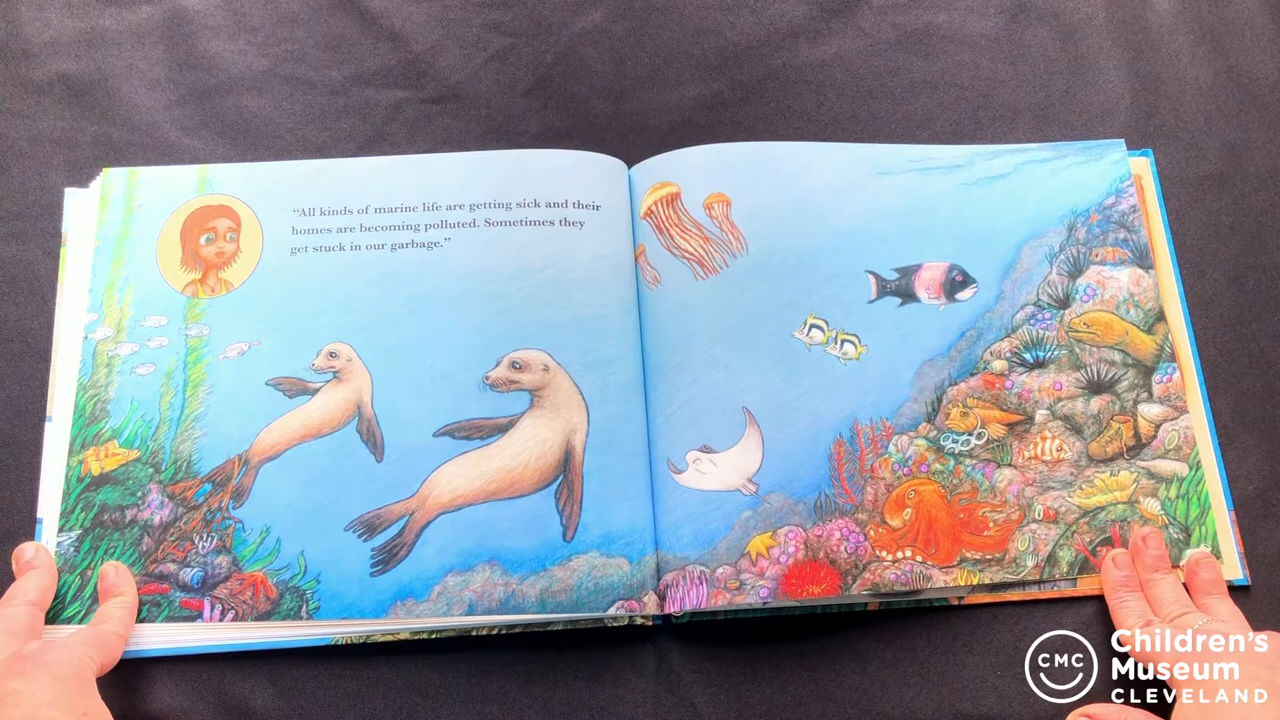 “All kinds of marine life are getting sick and their
homes are becoming polluted. Sometimes they
get stuck in our garbage.”
CMC
Children's
Museum
CLEVELAND